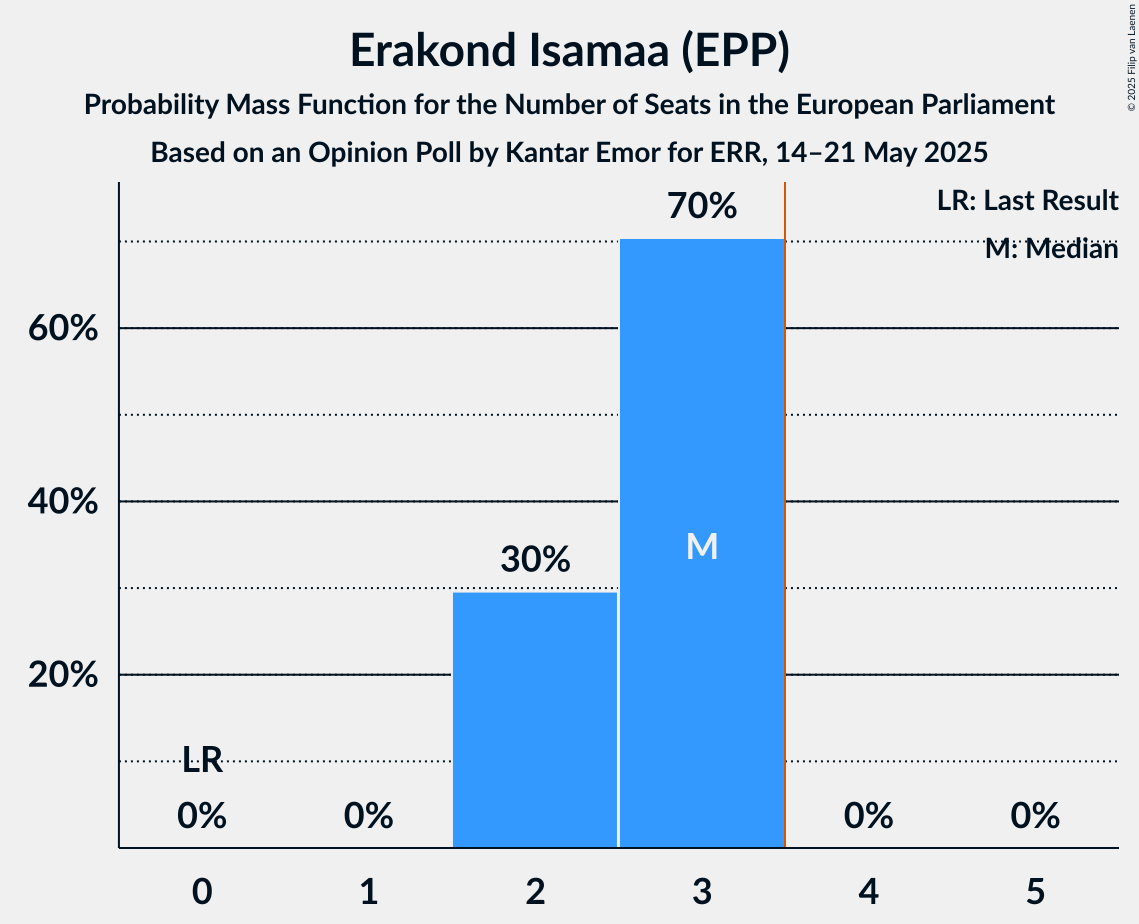 Erakond Isamaa (EPP)
Probability Mass Function for the Number of Seats in the European Parliament
Based on an Opinion Poll by Kantar Emor for ERR, 14–21 May 2025
© 2025 Filip van Laenen
LR: Last Result
M: Median
70%
60%
40%
30%
M
20%
LR
0%
0%
0%
0%
0
1
2
3
4
5